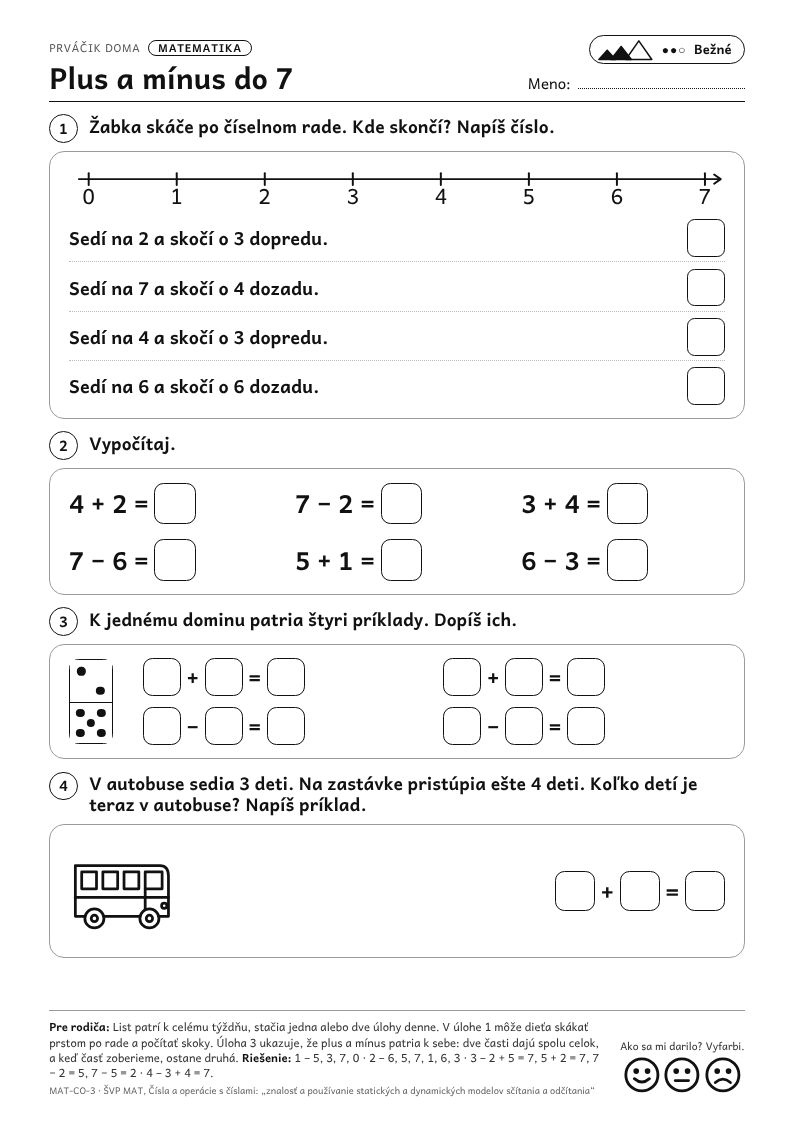 PRVÁČIK DOMA MATEMATIKA
●●○ Bežné
Plus a mínus do 7
Meno:
1 Žabka skáče po číselnom rade. Kde skončí? Napíš číslo.
0 1 2 3 4 5 6 7
Sedí na 2 a skočí o 3 dopredu.
Sedí na 7 a skočí o 4 dozadu.
Sedí na 4 a skočí o 3 dopredu.
Sedí na 6 a skočí o 6 dozadu.
2 Vypočítaj.
4 + 2 = 7 − 2 = 3 + 4 =
7 − 6 = 5 + 1 = 6 − 3 =
3 K jednému dominu patria štyri príklady. Dopíš ich.
+ = + =
− = − =
4 V autobuse sedia 3 deti. Na zastávke pristúpia ešte 4 deti. Koľko detí je
teraz v autobuse? Napíš príklad.
+ =
Pre rodiča: List patrí k celému týždňu, stačia jedna alebo dve úlohy denne. V úlohe 1 môže dieťa skákať
prstom po rade a počítať skoky. Úloha 3 ukazuje, že plus a mínus patria k sebe: dve časti dajú spolu celok,
a keď časť zoberieme, ostane druhá. Riešenie: 1 – 5, 3, 7, 0 · 2 – 6, 5, 7, 1, 6, 3 · 3 – 2 + 5 = 7, 5 + 2 = 7, 7
− 2 = 5, 7 − 5 = 2 · 4 – 3 + 4 = 7.
MAT-CO-3 · ŠVP MAT, Čísla a operácie s číslami: „znalosť a používanie statických a dynamických modelov sčítania a odčítania“
Ako sa mi darilo? Vyfarbi.